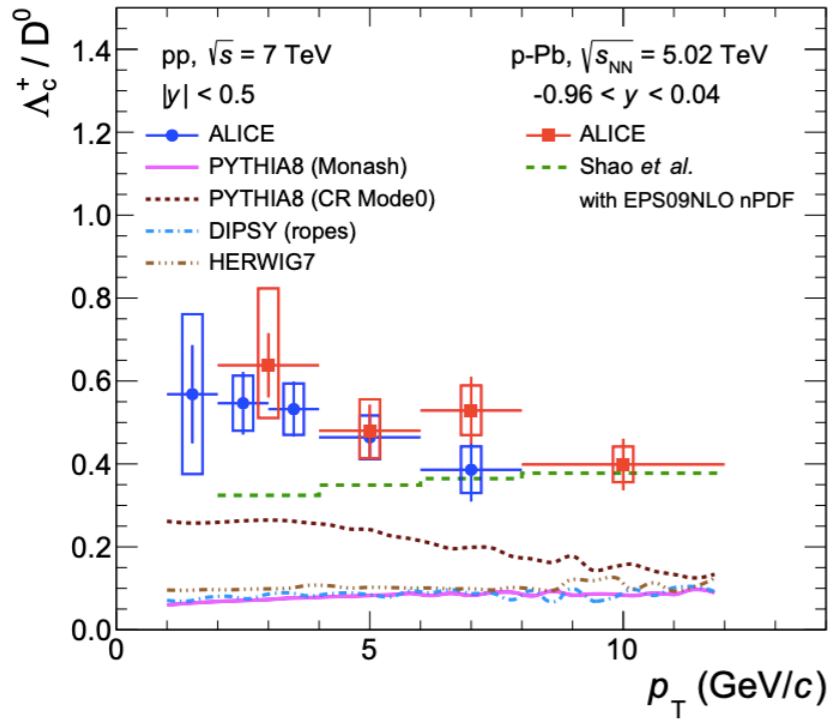 Λc+ / D0
pp, √s = 7 TeV
|y| < 0.5
ALICE
PYTHIA8 (Monash)
PYTHIA8 (CR Mode0)
DIPSY (ropes)
HERWIG7
p-Pb, √sNN = 5.02 TeV
-0.96 < y < 0.04
ALICE
Shao et al.
with EPS09NLO nPDF
1.4
1.2
1.0
0.8
0.6
0.4
0.2
0.0
0 5 10
pT (GeV/c)